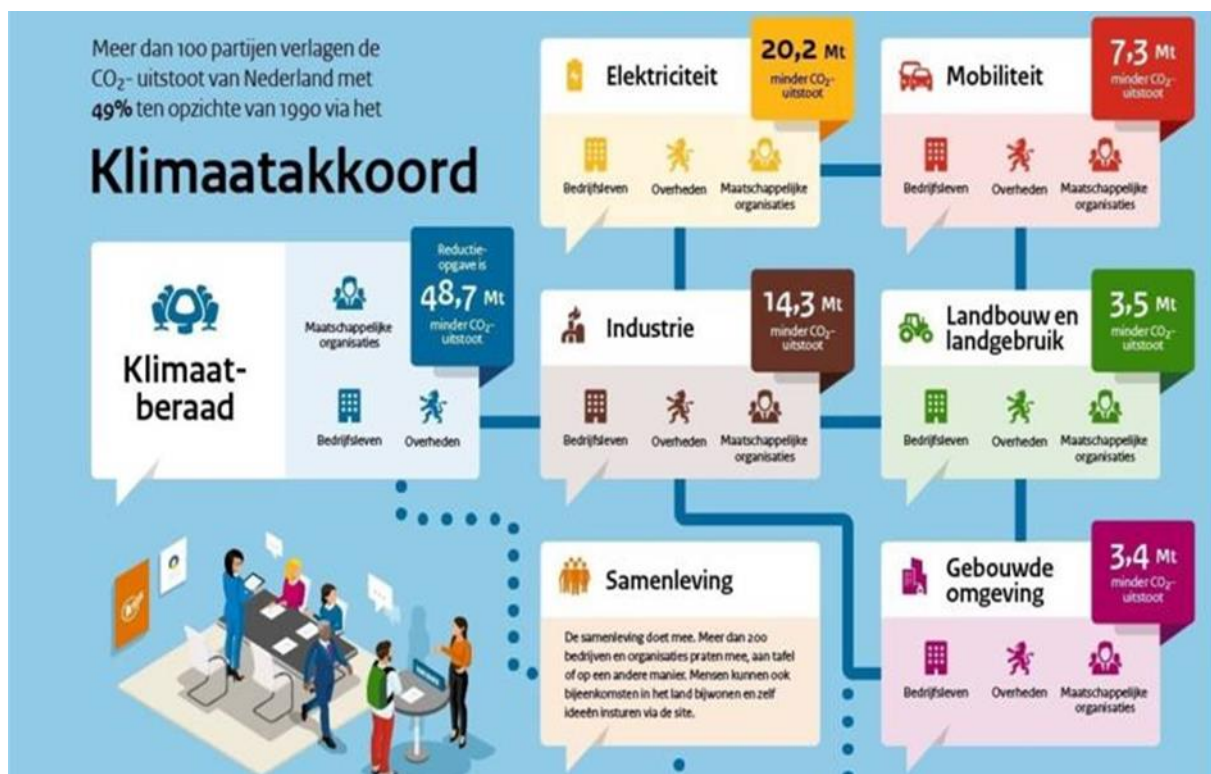 Meer dan 100 partijen verlagen de
CO₂- uitstoot van Nederland met
49% ten opzichte van 1990 via het
Klimaatakkoord
Klimaat-
beraad
Maatschappelijke
organisaties
Bedrijfsleven
Overheden
Reductie-
opgave is
48,7 Mt
minder CO₂-
uitstoot
Elektriciteit
20,2 Mt
minder CO₂-
uitstoot
Bedrijfsleven
Overheden
Maatschappelijke
organisaties
Mobiliteit
7,3 Mt
minder CO₂-
uitstoot
Bedrijfsleven
Overheden
Maatschappelijke
organisaties
Industrie
14,3 Mt
minder CO₂-
uitstoot
Bedrijfsleven
Overheden
Maatschappelijke
organisaties
Landbouw en
landgebruik
3,5 Mt
minder CO₂-
uitstoot
Bedrijfsleven
Overheden
Maatschappelijke
organisaties
Samenleving
De samenleving doet mee. Meer dan 200
bedrijven en organisaties praten mee, aan tafel
of op een andere manier. Mensen kunnen ook
bijeenkomsten in het land bijwonen en zelf
ideeën insturen via de site.
Gebouwde
omgeving
3,4 Mt
minder CO₂-
uitstoot
Bedrijfsleven
Overheden
Maatschappelijke
organisaties